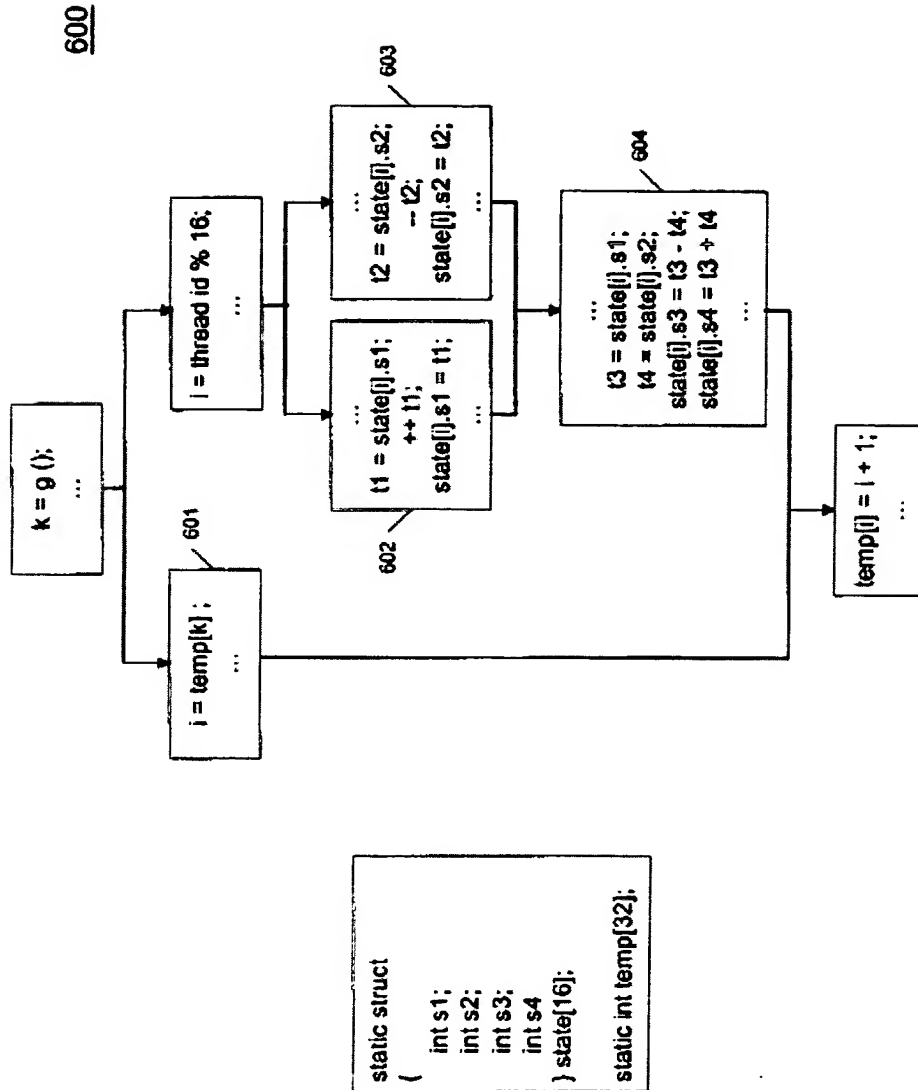 600
k = g ();
...
601
i = temp[k] ;
...
i = thread id % 16;
...
602
...
t1 = state[i].s1;
++ t1;
state[i].s1 = t1;
...
603
...
t2 = state[i].s2;
-- t2;
state[i].s2 = t2;
...
604
...
t3 = state[i].s1;
t4 = state[i].s2;
state[i].s3 = t3 - t4;
state[i].s4 = t3 + t4
...
temp[i] = i + 1;
...
static struct
{
int s1;
int s2;
int s3;
int s4
} state[16];
static int temp[32];